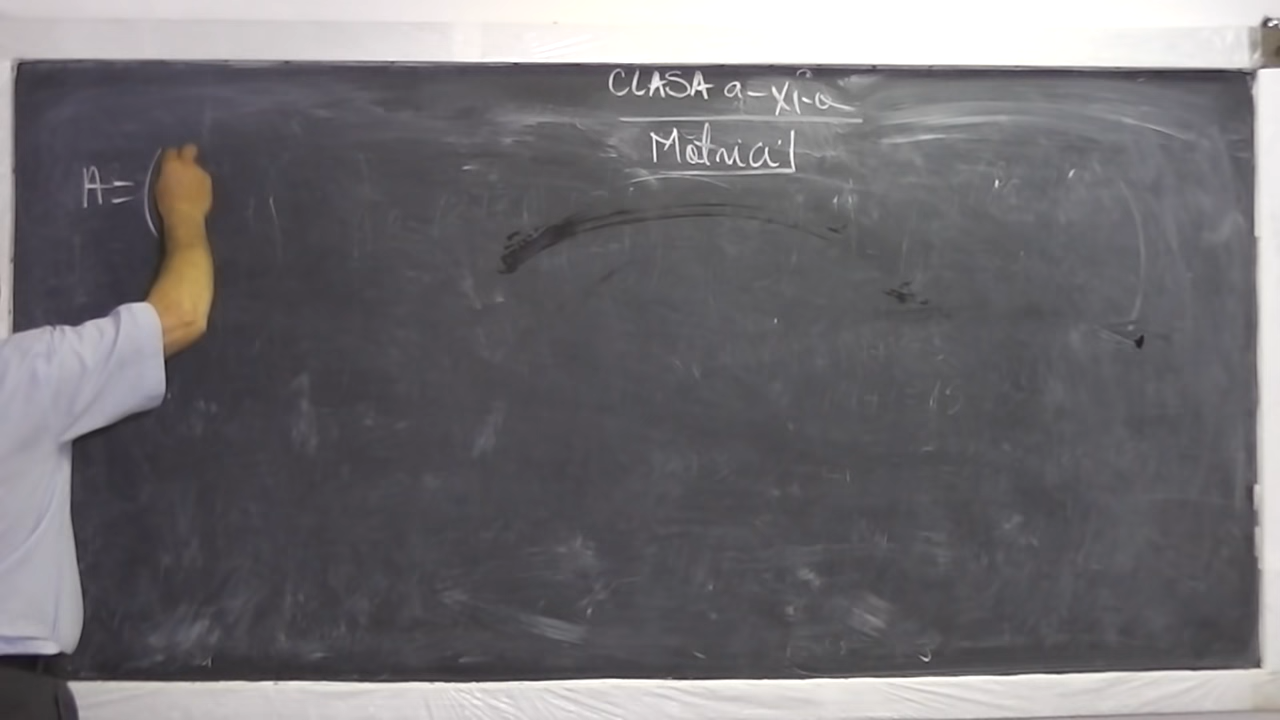 CLASA a-XI-a
Matrici
A = (